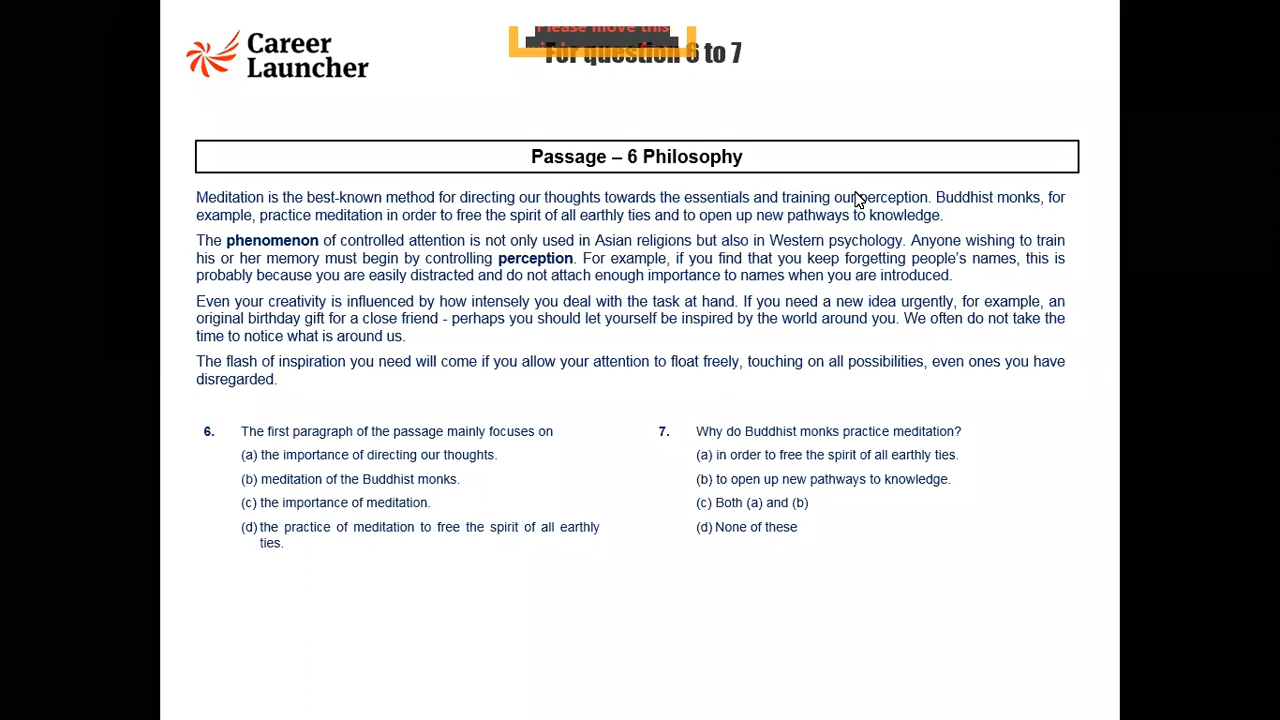 Career
Launcher
Please move this
For question 6 to 7
Passage – 6 Philosophy
Meditation is the best-known method for directing our thoughts towards the essentials and training our perception. Buddhist monks, for
example, practice meditation in order to free the spirit of all earthly ties and to open up new pathways to knowledge.
The phenomenon of controlled attention is not only used in Asian religions but also in Western psychology. Anyone wishing to train
his or her memory must begin by controlling perception. For example, if you find that you keep forgetting people's names, this is
probably because you are easily distracted and do not attach enough importance to names when you are introduced.
Even your creativity is influenced by how intensely you deal with the task at hand. If you need a new idea urgently, for example, an
original birthday gift for a close friend - perhaps you should let yourself be inspired by the world around you. We often do not take the
time to notice what is around us.
The flash of inspiration you need will come if you allow your attention to float freely, touching on all possibilities, even ones you have
disregarded.
6. The first paragraph of the passage mainly focuses on
(a) the importance of directing our thoughts.
(b) meditation of the Buddhist monks.
(c) the importance of meditation.
(d) the practice of meditation to free the spirit of all earthly
ties.
7. Why do Buddhist monks practice meditation?
(a) in order to free the spirit of all earthly ties.
(b) to open up new pathways to knowledge.
(c) Both (a) and (b)
(d) None of these